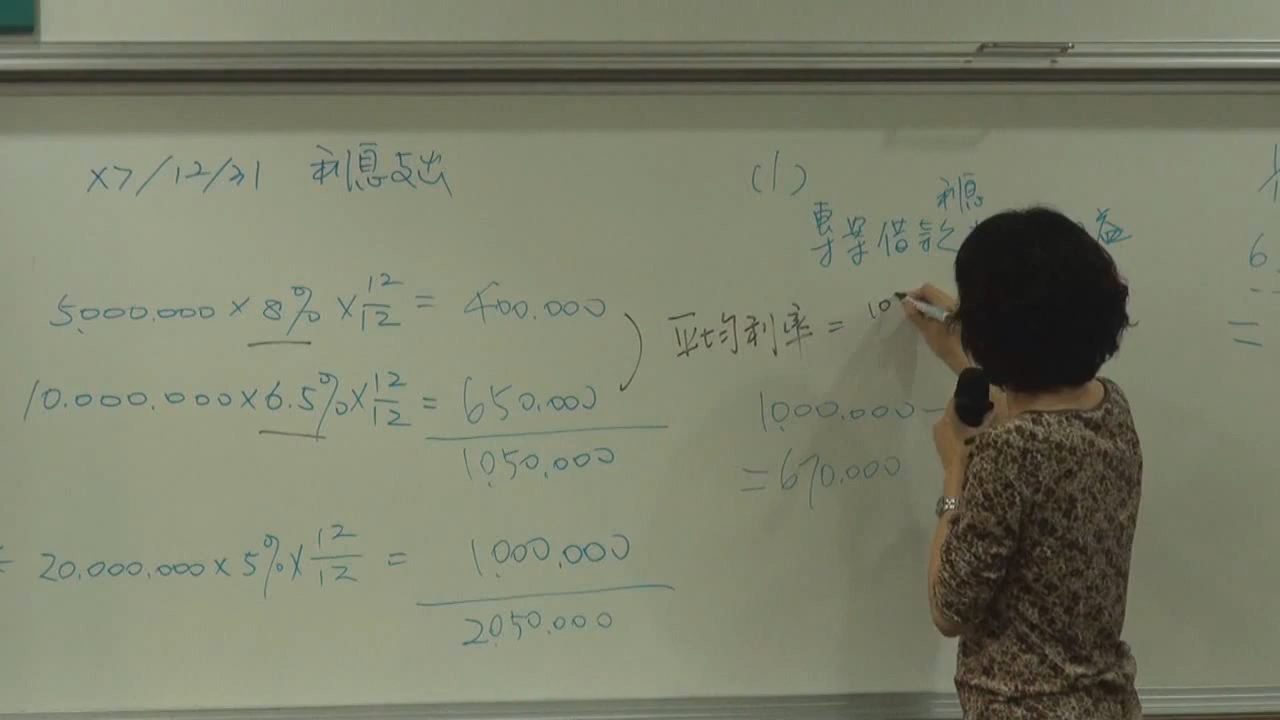 X7/12/31 利息支出
5,000,000 × 8% × 12/12 = 400,000
10,000,000 × 6.5% × 12/12 = 650,000
1,050,000
20,000,000 × 5% × 12/12 = 1,000,000
2,050,000
(1)
利息
專案借款
益
平均利率 = 10
1,000,000 -
= 670,000
6
=